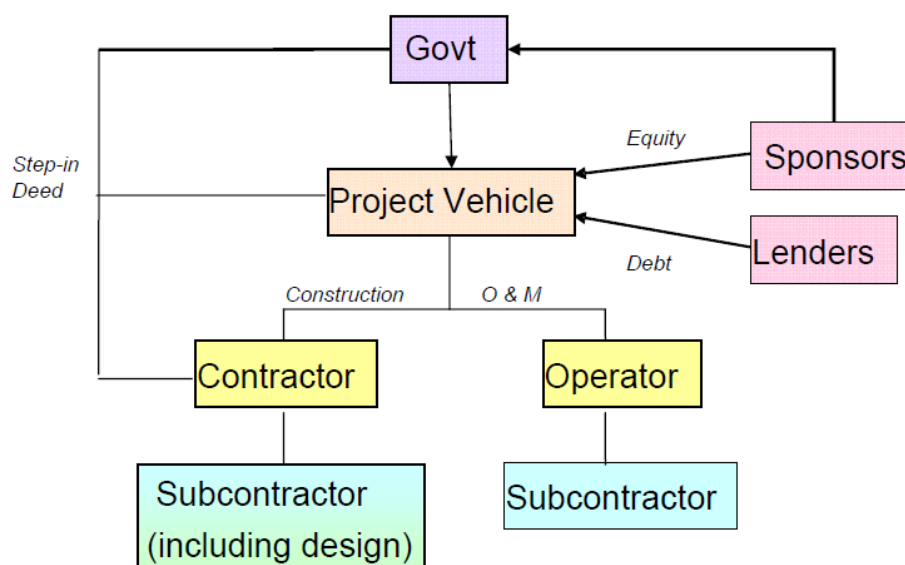 Govt
Equity
Sponsors
Step-in
Deed
Project Vehicle
Lenders
Debt
Construction
O & M
Contractor
Operator
Subcontractor
(including design)
Subcontractor